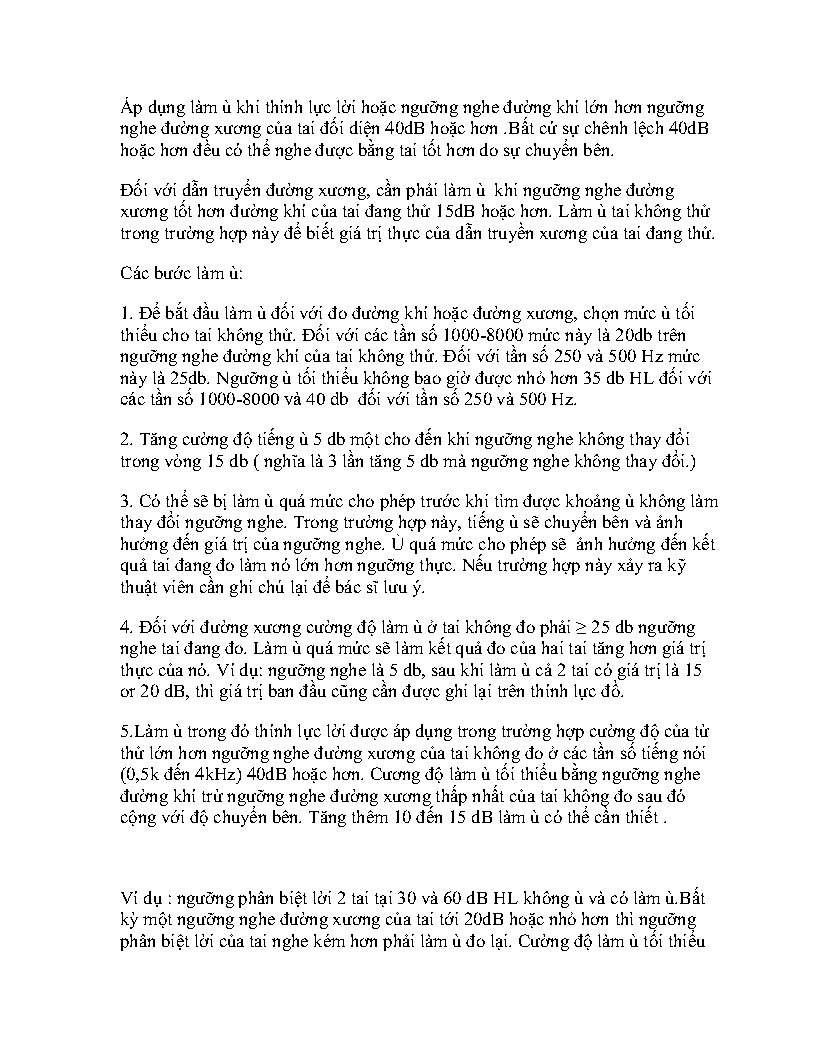 Áp dụng làm ù khi thính lực lời hoặc ngưỡng nghe đường khí lớn hơn ngưỡng
nghe đường xương của tai đối diện 40dB hoặc hơn .Bất cứ sự chênh lệch 40dB
hoặc hơn đều có thể nghe được bằng tai tốt hơn do sự chuyển bên.
Đối với dẫn truyền đường xương, cần phải làm ù  khi ngưỡng nghe đường
xương tốt hơn đường khí của tai đang thử 15dB hoặc hơn. Làm ù tai không thử
trong trường hợp này để biết giá trị thực của dẫn truyền xương của tai đang thử.
Các bước làm ù:
1. Để bắt đầu làm ù đối với đo đường khí hoặc đường xương, chọn mức ù tối
thiểu cho tai không thử. Đối với các tần số 1000-8000 mức này là 20db trên
ngưỡng nghe đường khí của tai không thử. Đối với tần số 250 và 500 Hz mức
này là 25db. Ngưỡng ù tối thiểu không bao giờ được nhỏ hơn 35 db HL đối với
các tần số 1000-8000 và 40 db  đối với tần số 250 và 500 Hz.
2. Tăng cường độ tiếng ù 5 db một cho đến khi ngưỡng nghe không thay đổi
trong vòng 15 db ( nghĩa là 3 lần tăng 5 db mà ngưỡng nghe không thay đổi.)
3. Có thể sẽ bị làm ù quá mức cho phép trước khi tìm được khoảng ù không làm
thay đổi ngưỡng nghe. Trong trường hợp này, tiếng ù sẽ chuyển bên và ảnh
hưởng đến giá trị của ngưỡng nghe. Ù quá mức cho phép sẽ  ảnh hưởng đến kết
quả tai đang đo làm nó lớn hơn ngưỡng thực. Nếu trường hợp này xảy ra kỹ
thuật viên cần ghi chú lại để bác sĩ lưu ý.
4. Đối với đường xương cường độ làm ù ở tai không đo phải ≥ 25 db ngưỡng
nghe tai đang đo. Làm ù quá mức sẽ làm kết quả đo của hai tai tăng hơn giá trị
thực của nó. Ví dụ: ngưỡng nghe là 5 db, sau khi làm ù cả 2 tai có giá trị là 15
or 20 dB, thì giá trị ban đầu cũng cần được ghi lại trên thính lực đồ.
5.Làm ù trong đó thính lực lời được áp dụng trong trường hợp cường độ của từ
thử lớn hơn ngưỡng nghe đường xương của tai không đo ở các tần số tiếng nói
(0,5k đến 4kHz) 40dB hoặc hơn. Cương độ làm ù tối thiểu bằng ngưỡng nghe
đường khí trừ ngưỡng nghe đường xương thấp nhất của tai không đo sau đó
cộng với độ chuyển bên. Tăng thêm 10 đến 15 dB làm ù có thể cần thiết .
Ví dụ : ngưỡng phân biệt lời 2 tai tại 30 và 60 dB HL không ù và có làm ù.Bất
kỳ một ngưỡng nghe đường xương của tai tới 20dB hoặc nhỏ hơn thì ngưỡng
phân biệt lời của tai nghe kém hơn phải làm ù đo lại. Cường độ làm ù tối thiểu